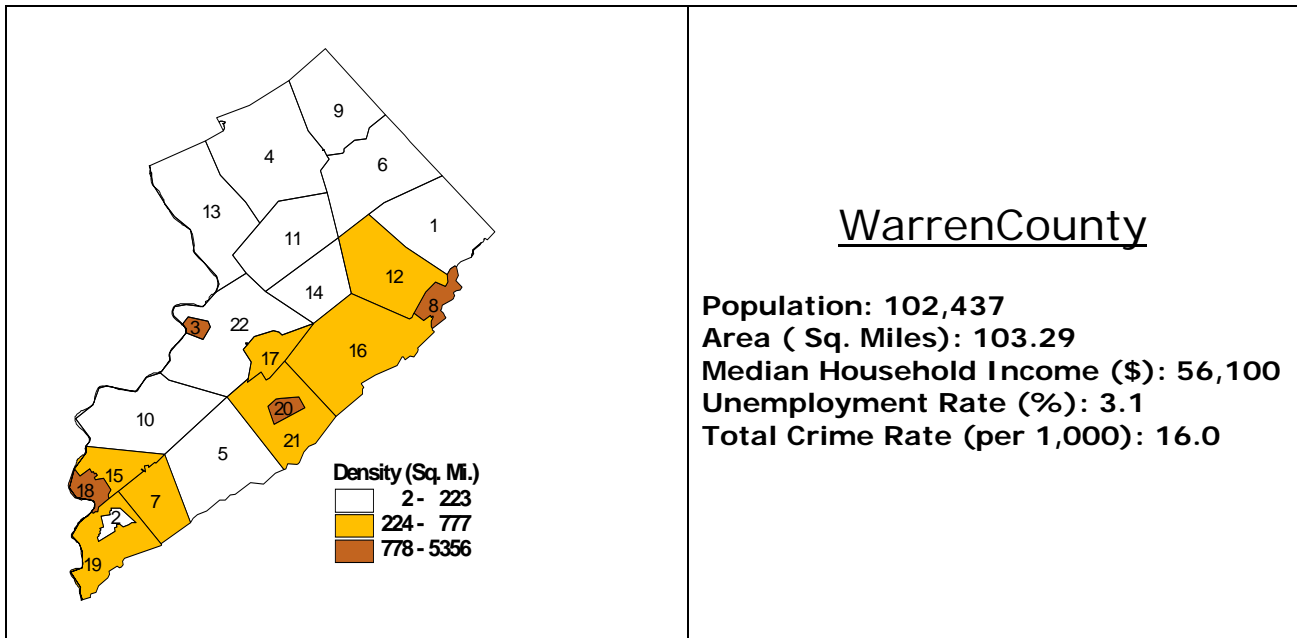 9
4
6
13
1
11
12
14
8
3
22
16
17
20
10
21
5
15
18
7
2
19
Density (Sq. Mi.)
2 - 223
224 - 777
778 - 5356
WarrenCounty
Population: 102,437
Area ( Sq. Miles): 103.29
Median Household Income ($): 56,100
Unemployment Rate (%): 3.1
Total Crime Rate (per 1,000): 16.0